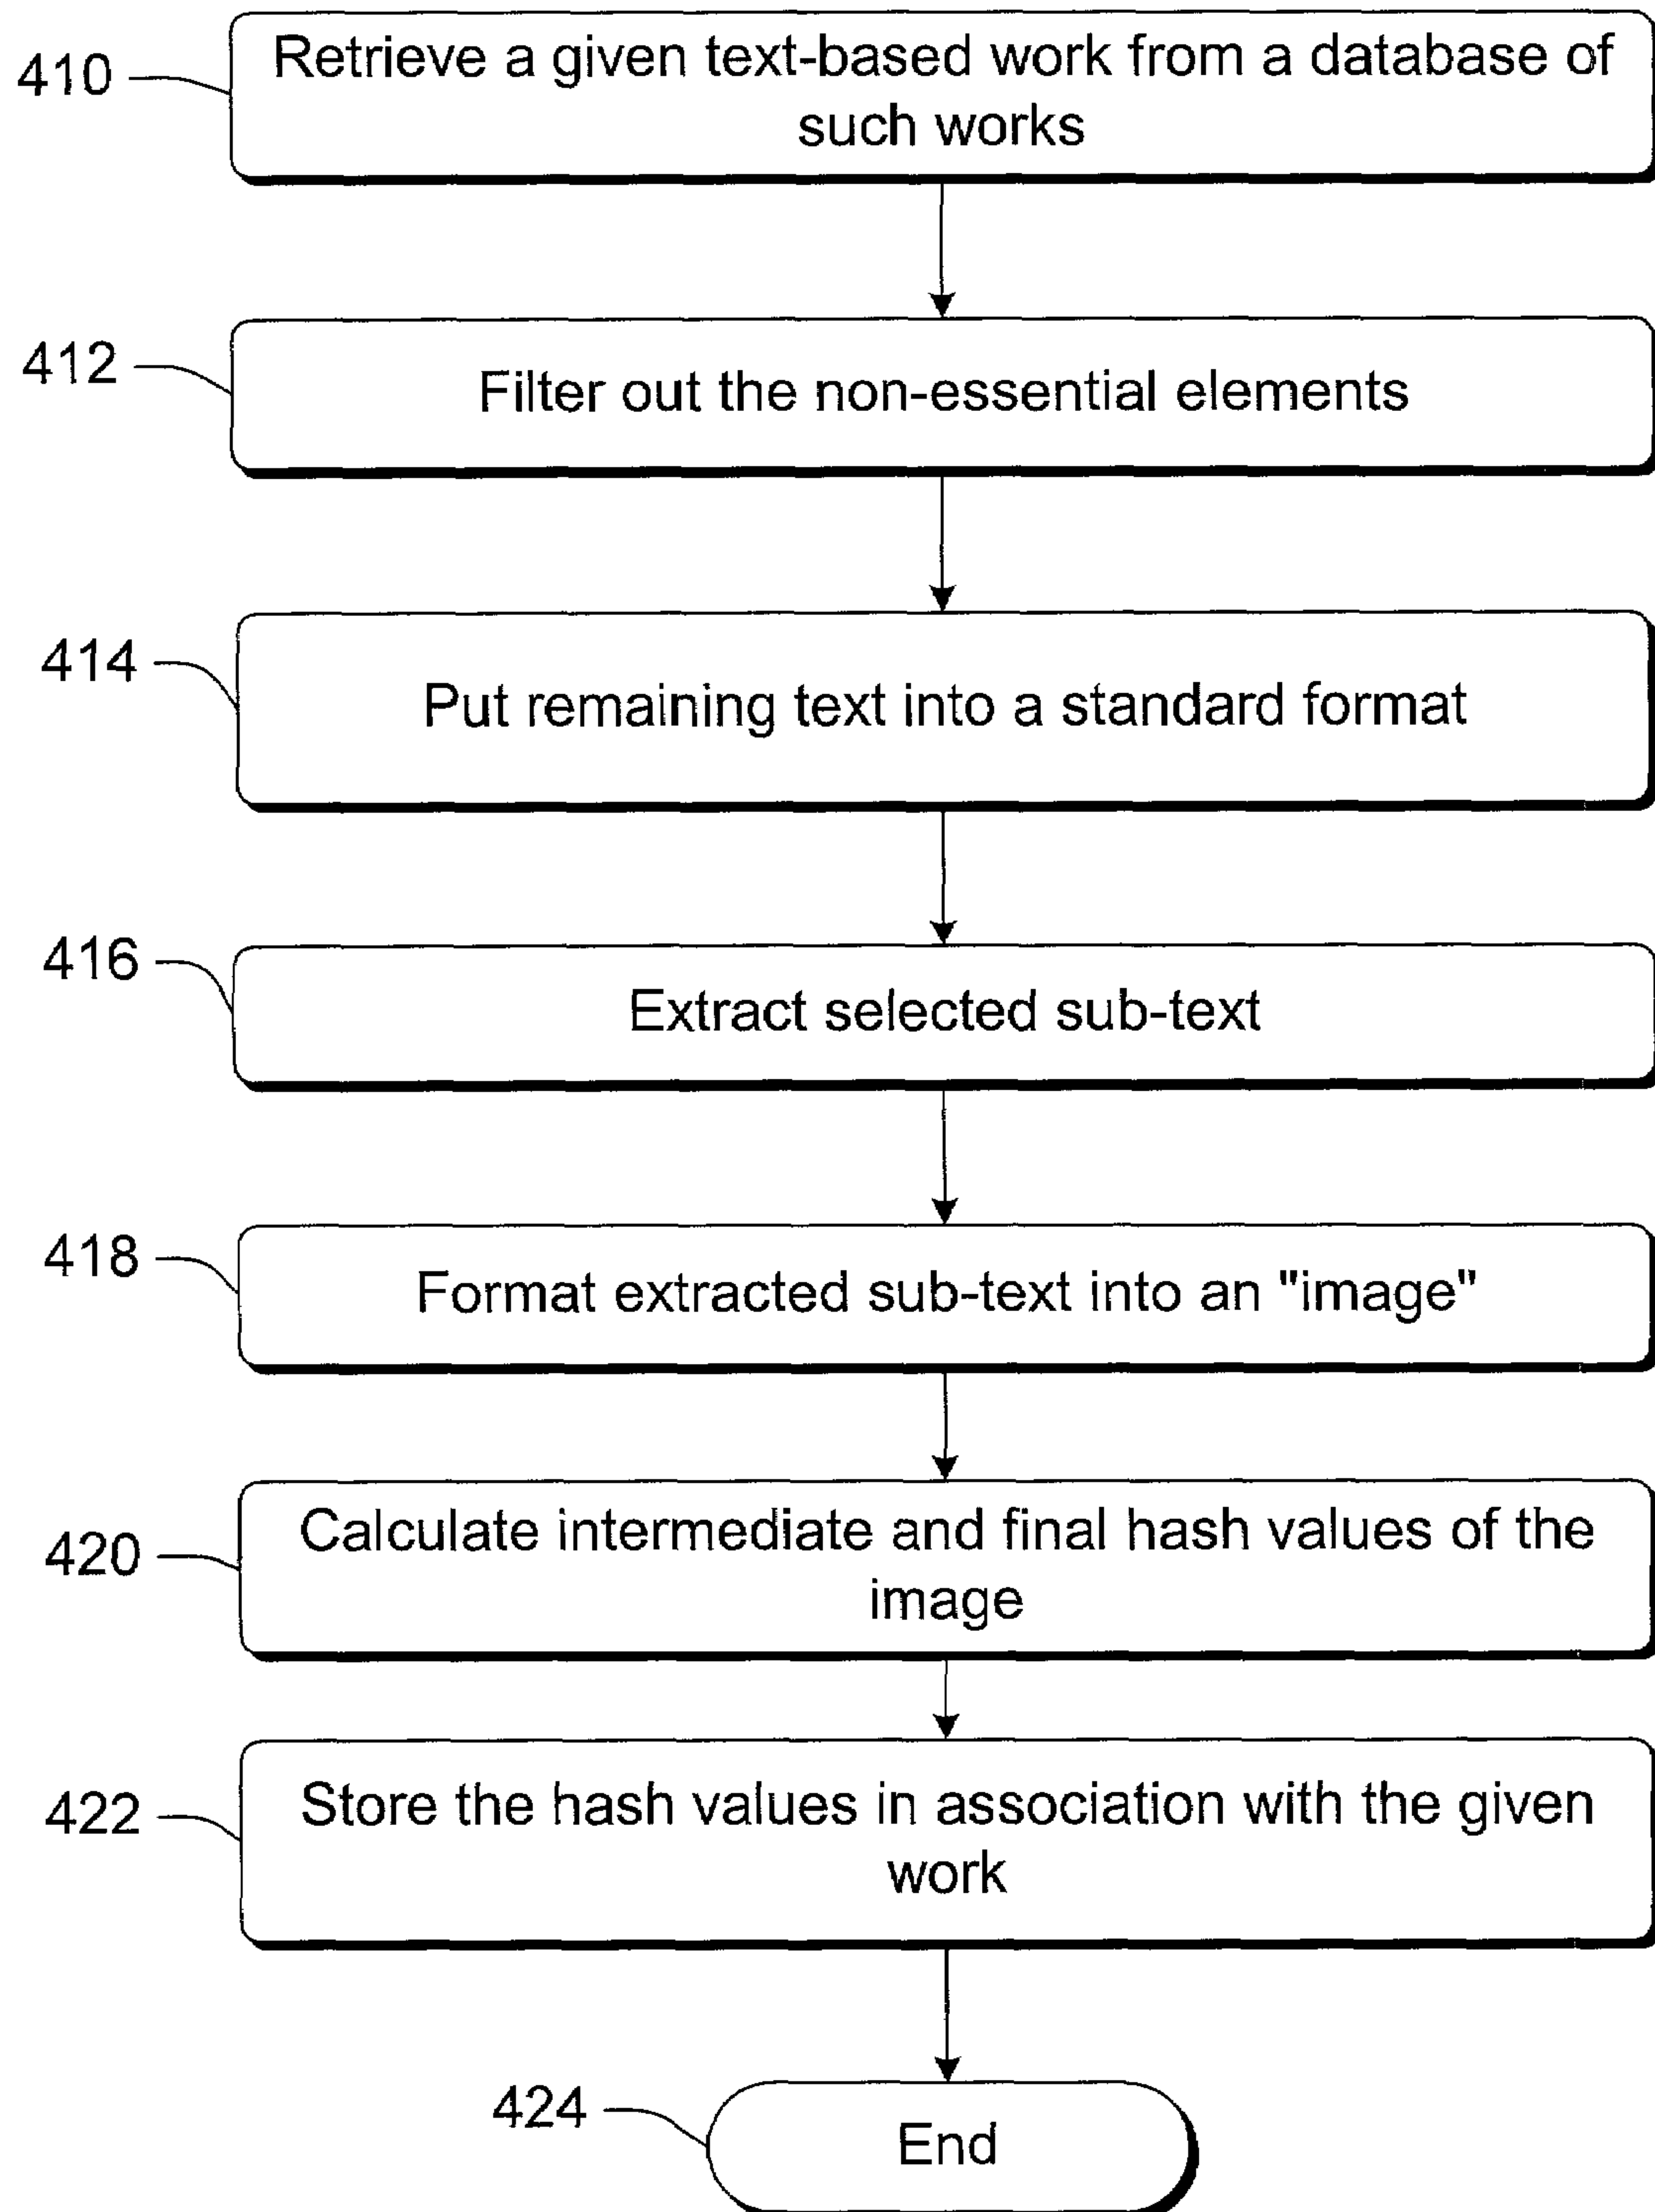 410
Retrieve a given text-based work from a database of
such works
412
Filter out the non-essential elements
414
Put remaining text into a standard format
416
Extract selected sub-text
418
Format extracted sub-text into an "image"
420
Calculate intermediate and final hash values of the
image
422
Store the hash values in association with the given
work
424
End